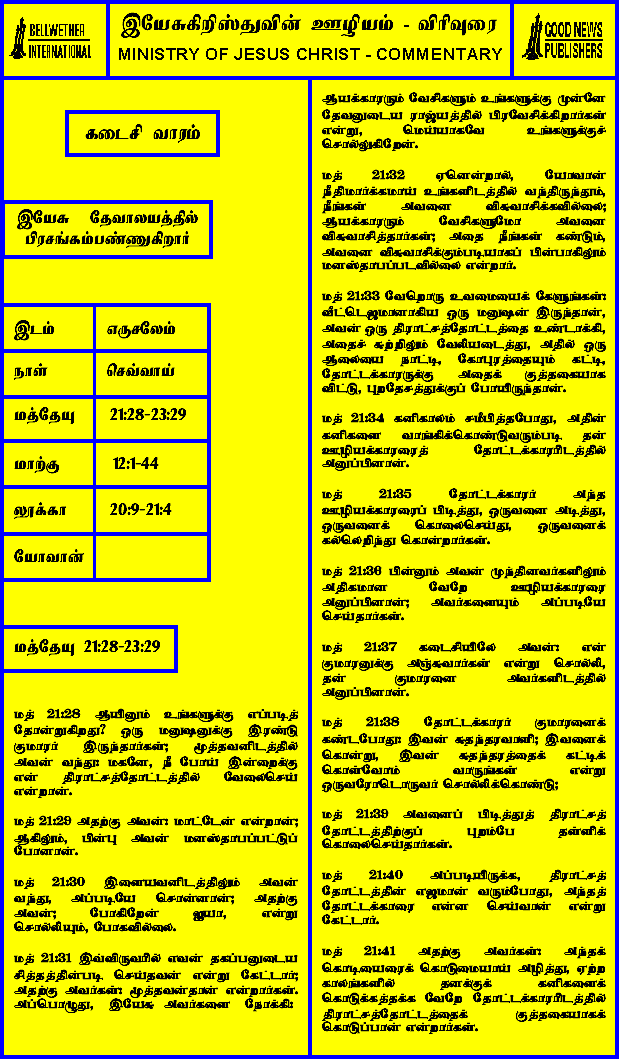 BELLWETHER
INTERNATIONAL
இயேசுகிறிஸ்துவின் ஊழியம் - விரிவுரை
MINISTRY OF JESUS CHRIST - COMMENTARY
GOOD NEWS
PUBLISHERS
கடைசி வாரம்
இயேசு தேவாலயத்தில்
பிரசங்கம்பண்ணுகிறார்
இடம் எருசலேம்
நாள் செவ்வாய்
மத்தேயு 21:28-23:29
மாற்கு 12:1-44
லூக்கா 20:9-21:4
யோவான்
மத்தேயு 21:28-23:29
மத் 21:28 ஆயினும் உங்களுக்கு எப்படித்
தோன்றுகிறது? ஒரு மனுஷனுக்கு இரண்டு
குமாரர் இருந்தார்கள்; மூத்தவனிடத்தில்
அவன் வந்து: மகனே, நீ போய் இன்றைக்கு
என் திராட்சத்தோட்டத்தில் வேலைசெய்
என்றான்.
மத் 21:29 அதற்கு அவன்: மாட்டேன் என்றான்;
ஆகிலும், பின்பு அவன் மனஸ்தாபப்பட்டுப்
போனான்.
மத் 21:30 இளையவனிடத்திலும் அவன்
வந்து, அப்படியே சொன்னான்; அதற்கு
அவன்; போகிறேன் ஐயா, என்று
சொல்லியும், போகவில்லை.
மத் 21:31 இவ்விருவரில் எவன் தகப்பனுடைய
சித்தத்தின்படி செய்தவன் என்று கேட்டார்;
அதற்கு அவர்கள்: மூத்தவன்தான் என்றார்கள்.
அப்பொழுது, இயேசு அவர்களை நோக்கி:
ஆயக்காரரும் வேசிகளும் உங்களுக்கு முன்னே
தேவனுடைய ராஜ்யத்தில் பிரவேசிக்கிறார்கள்
என்று, மெய்யாகவே உங்களுக்குச்
சொல்லுகிறேன்.
மத் 21:32 ஏனென்றால், யோவான்
நீதிமார்க்கமாய் உங்களிடத்தில் வந்திருந்தும்,
நீங்கள் அவனை விசுவாசிக்கவில்லை;
ஆயக்காரரும் வேசிகளுமோ அவனை
விசுவாசித்தார்கள்; அதை நீங்கள் கண்டும்,
அவனை விசுவாசிக்கும்படியாகப் பின்பாகிலும்
மனஸ்தாபப்படவில்லை என்றார்.
மத் 21:33 வேறொரு உவமையைக் கேளுங்கள்:
வீட்டெஜமானாகிய ஒரு மனுஷன் இருந்தான்,
அவன் ஒரு திராட்சத்தோட்டத்தை உண்டாக்கி,
அதைச் சுற்றிலும் வேலியடைத்து, அதில் ஒரு
ஆலையை நாட்டி, கோபுரத்தையும் கட்டி,
தோட்டக்காரருக்கு அதைக் குத்தகையாக
விட்டு, புறதேசத்துக்குப் போயிருந்தான்.
மத் 21:34 கனிகாலம் சமீபித்தபோது, அதின்
கனிகளை வாங்கிக்கொண்டுவரும்படி தன்
ஊழியக்காரரைத் தோட்டக்காரரிடத்தில்
அனுப்பினான்.
மத் 21:35 தோட்டக்காரர் அந்த
ஊழியக்காரரைப் பிடித்து, ஒருவனை அடித்து,
ஒருவனைக் கொலைசெய்து, ஒருவனைக்
கல்லெறிந்து கொன்றார்கள்.
மத் 21:36 பின்னும் அவன் முந்தினவர்களிலும்
அதிகமான வேறே ஊழியக்காரரை
அனுப்பினான்; அவர்களையும் அப்படியே
செய்தார்கள்.
மத் 21:37 கடைசியிலே அவன்: என்
குமாரனுக்கு அஞ்சுவார்கள் என்று சொல்லி,
தன் குமாரனை அவர்களிடத்தில்
அனுப்பினான்.
மத் 21:38 தோட்டக்காரர் குமாரனைக்
கண்டபோது: இவன் சுதந்தரவாளி; இவனைக்
கொன்று, இவன் சுதந்தரத்தைக் கட்டிக்
கொள்வோம் வாருங்கள் என்று
ஒருவரோடொருவர் சொல்லிக்கொண்டு;
மத் 21:39 அவனைப் பிடித்துத் திராட்சத்
தோட்டத்திற்குப் புறம்பே தள்ளிக்
கொலைசெய்தார்கள்.
மத் 21:40 அப்படியிருக்க, திராட்சத்
தோட்டத்தின் எஜமான் வரும்போது, அந்தத்
தோட்டக்காரரை என்ன செய்வான் என்று
கேட்டார்.
மத் 21:41 அதற்கு அவர்கள்: அந்தக்
கொடியரைக் கொடுமையாய் அழித்து, ஏற்ற
காலங்களில் தனக்குக் கனிகளைக்
கொடுக்கத்தக்க வேறே தோட்டக்காரரிடத்தில்
திராட்சத்தோட்டத்தைக் குத்தகையாகக்
கொடுப்பான் என்றார்கள்.